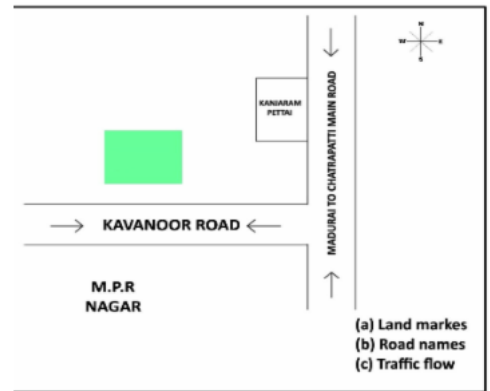 N
W E
S
KANJARAM
PETTAI
MADURAI TO CHATRAPATTI MAIN ROAD
KAVANOOR ROAD
M.P.R
NAGAR
(a) Land markes
(b) Road names
(c) Traffic flow